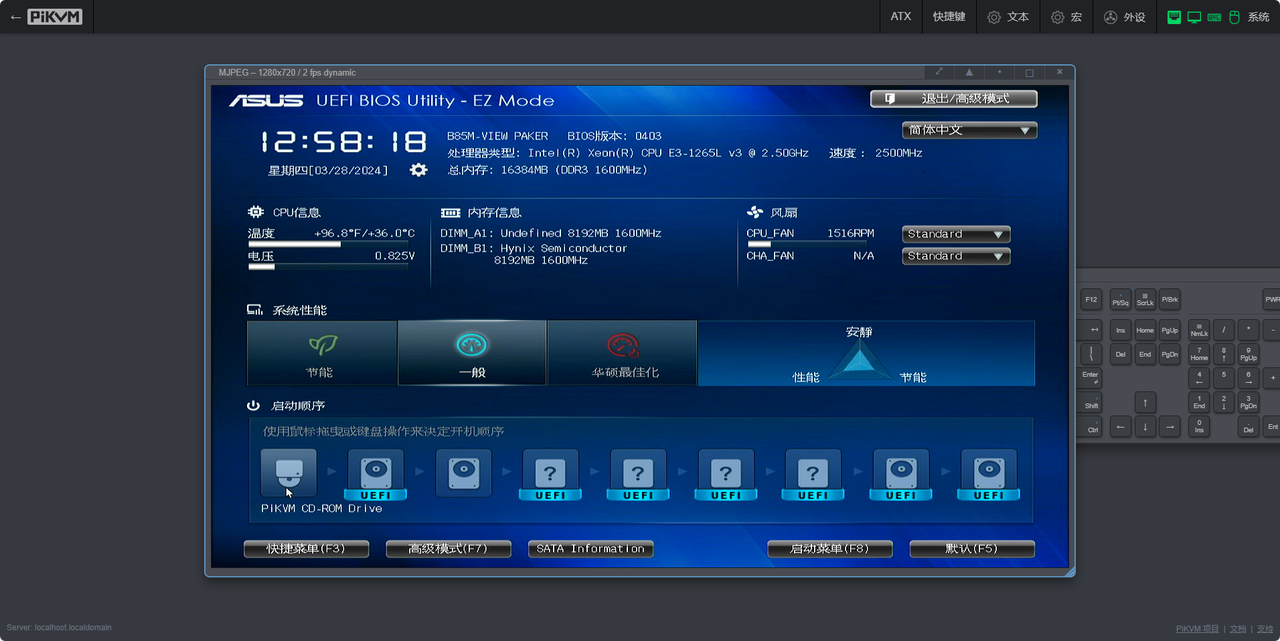 ← PiKVM
ATX 快捷键 文本 宏 外设 系统
MJPEG – 1280x720 / 2 fps dynamic
ASUS UEFI BIOS Utility - EZ Mode
退出/高级模式
简体中文
12:58:18
星期四[03/28/2024]
B85M-VIEW PAKER BIOS版本: 0403
处理器类型: Intel(R) Xeon(R) CPU E3-1265L v3 @ 2.50GHz 速度: 2500MHz
总内存: 16384MB (DDR3 1600MHz)
CPU信息
温度 +96.8°F/+36.0°C
电压 0.825V
内存信息
DIMM_A1: Undefined 8192MB 1600MHz
DIMM_B1: Hynix Semiconductor
8192MB 1600MHz
风扇
CPU_FAN 1516RPM Standard
CHA_FAN N/A Standard
系统性能
节能 一般 华硕最佳化
安静
性能 节能
启动顺序
使用鼠标拖曳或键盘操作来决定开机顺序
? ? ? ?
UEFI UEFI UEFI UEFI UEFI UEFI UEFI
PiKVM CD-ROM Drive
快捷菜单(F3) 高级模式(F7) SATA Information 启动菜单(F8) 默认(F5)
F12 Pt/Sq ScrLk P/Brk PWR
Ins Home PgUp NmLk / * -
\ Del End PgDn 7 Home 8 ↑ 9 PgUp
Enter 4 ← 5 6 → +
Shift ↑ 1 End 2 ↓ 3 PgDn
Ctrl ← ↓ → 0 Ins . Del Ent
Server: localhost.localdomain
PiKVM 项目 | 文档 | 支持